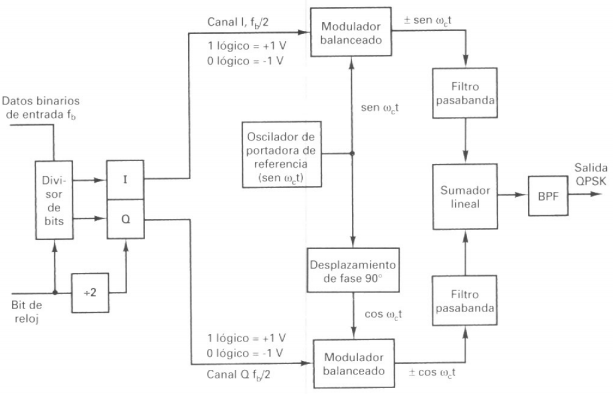 Canal I, f_b/2
1 lógico = +1 V
0 lógico = -1 V
Modulador
balanceado
± sen ω_ct
Filtro
pasabanda
Datos binarios
de entrada f_b
sen ω_ct
Oscilador de
portadora de
referencia
(sen ω_ct)
Divi-
sor
de
bits
I
Q
Sumador
lineal
BPF
Salida
QPSK
Desplazamiento
de fase 90°
÷2
Bit de
reloj
Filtro
pasabanda
cos ω_ct
1 lógico = +1 V
0 lógico = -1 V
Canal Q f_b/2
Modulador
balanceado
± cos ω_ct